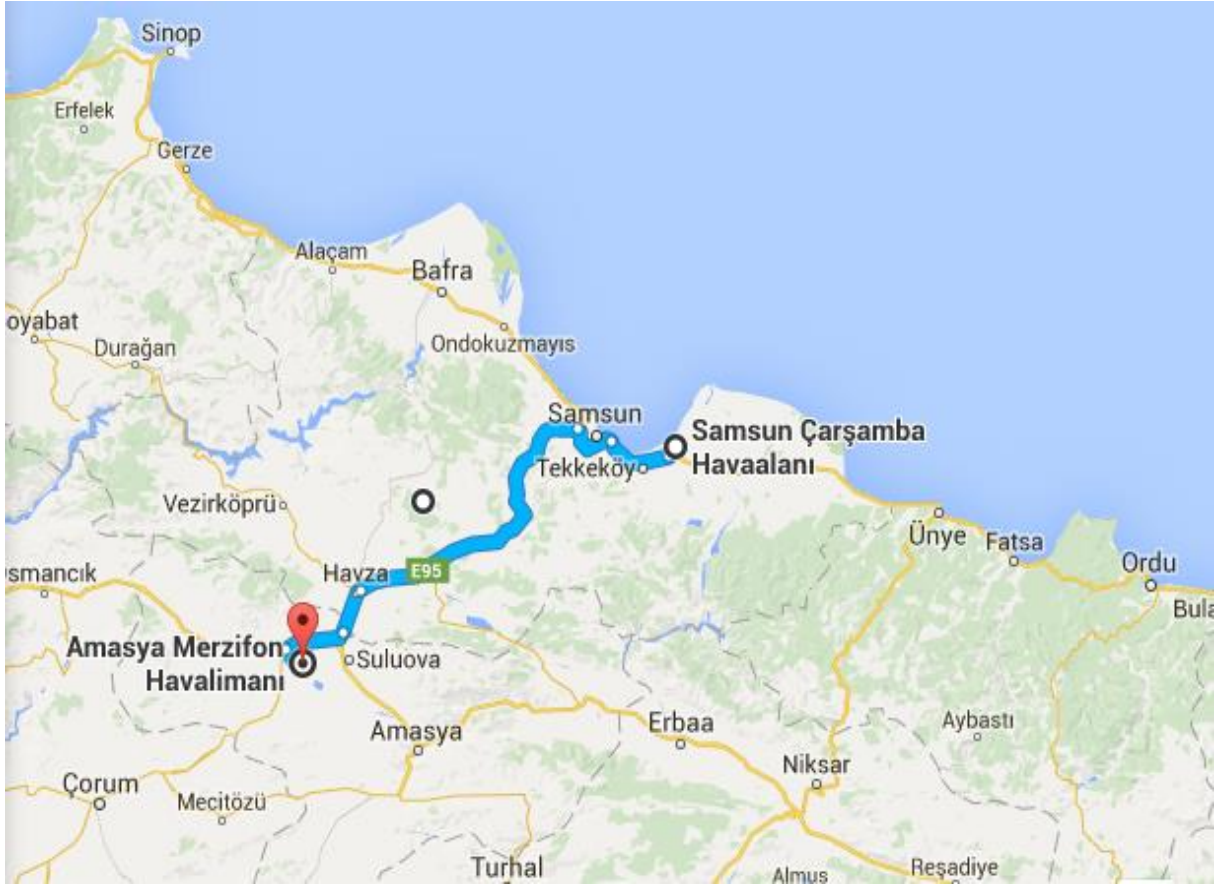 Sinop
Erfelek
Gerze
Alaçam
Bafra
oyabat
Durağan
Ondokuzmayıs
Samsun
Samsun Çarşamba
Havaalanı
Tekkeköy
Vezirköprü
Ünye
Fatsa
Ordu
Havza
E95
smancık
Bula
Amasya Merzifon
Havalimanı
Suluova
Amasya
Erbaa
Aybastı
Niksar
Çorum
Mecitözü
Turhal
Almus
Reşadiye